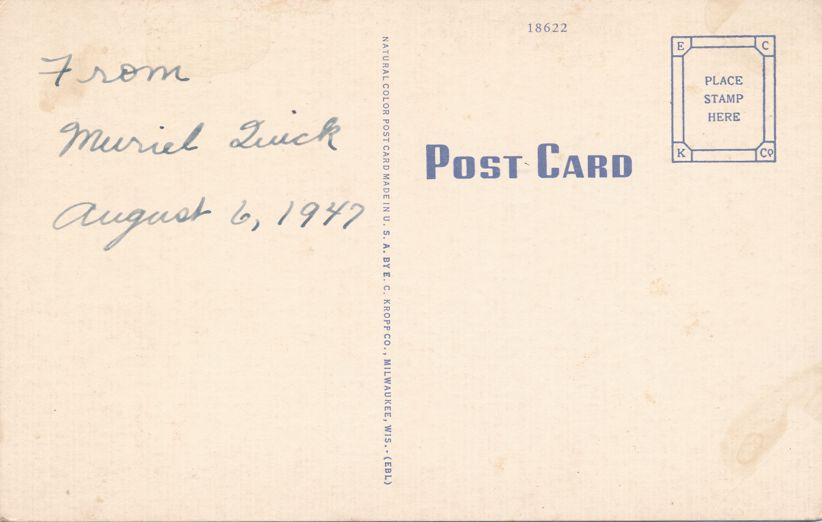 From
Muriel Quick
August 6, 1947
NATURAL COLOR POST CARD MADE IN U. S. A. BY E. C. KROPP CO., MILWAUKEE, WIS. - (EBL)
18622
POST CARD
E C
PLACE
STAMP
HERE
K Co